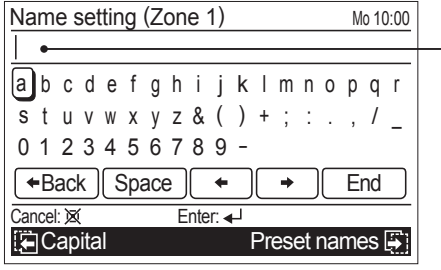 Name setting (Zone 1) Mo 10:00
a b c d e f g h i j k l m n o p q r
s t u v w x y z & ( ) + ; : . , / _
0 1 2 3 4 5 6 7 8 9 -
←Back Space ← → End
Cancel: Enter: ↵
Capital Preset names